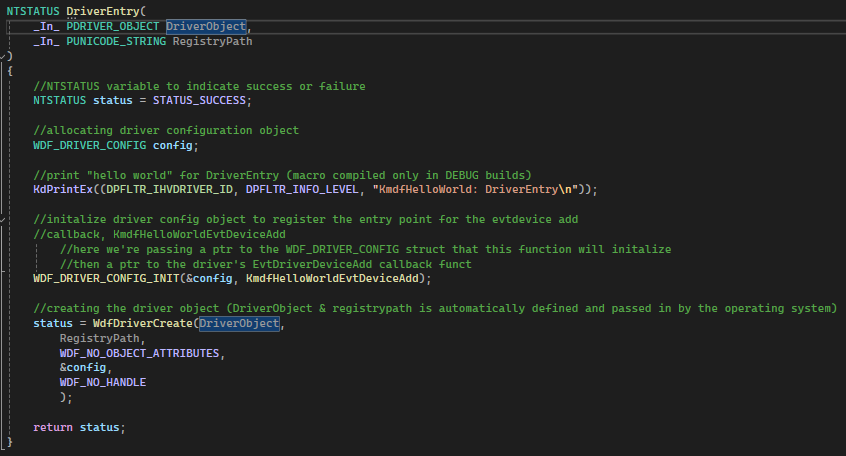 NTSTATUS DriverEntry(
_In_ PDRIVER_OBJECT DriverObject,
_In_ PUNICODE_STRING RegistryPath
)
{
//NTSTATUS variable to indicate success or failure
NTSTATUS status = STATUS_SUCCESS;
//allocating driver configuration object
WDF_DRIVER_CONFIG config;
//print "hello world" for DriverEntry (macro compiled only in DEBUG builds)
KdPrintEx((DPFLTR_IHVDRIVER_ID, DPFLTR_INFO_LEVEL, "KmdfHelloWorld: DriverEntry\n"));
//initalize driver config object to register the entry point for the evtdevice add
//callback, KmdfHelloWorldEvtDeviceAdd
//here we're passing a ptr to the WDF_DRIVER_CONFIG struct that this function will initalize
//then a ptr to the driver's EvtDriverDeviceAdd callback funct
WDF_DRIVER_CONFIG_INIT(&config, KmdfHelloWorldEvtDeviceAdd);
//creating the driver object (DriverObject & registrypath is automatically defined and passed in by the operating system)
status = WdfDriverCreate(DriverObject,
RegistryPath,
WDF_NO_OBJECT_ATTRIBUTES,
&config,
WDF_NO_HANDLE
);
return status;
}